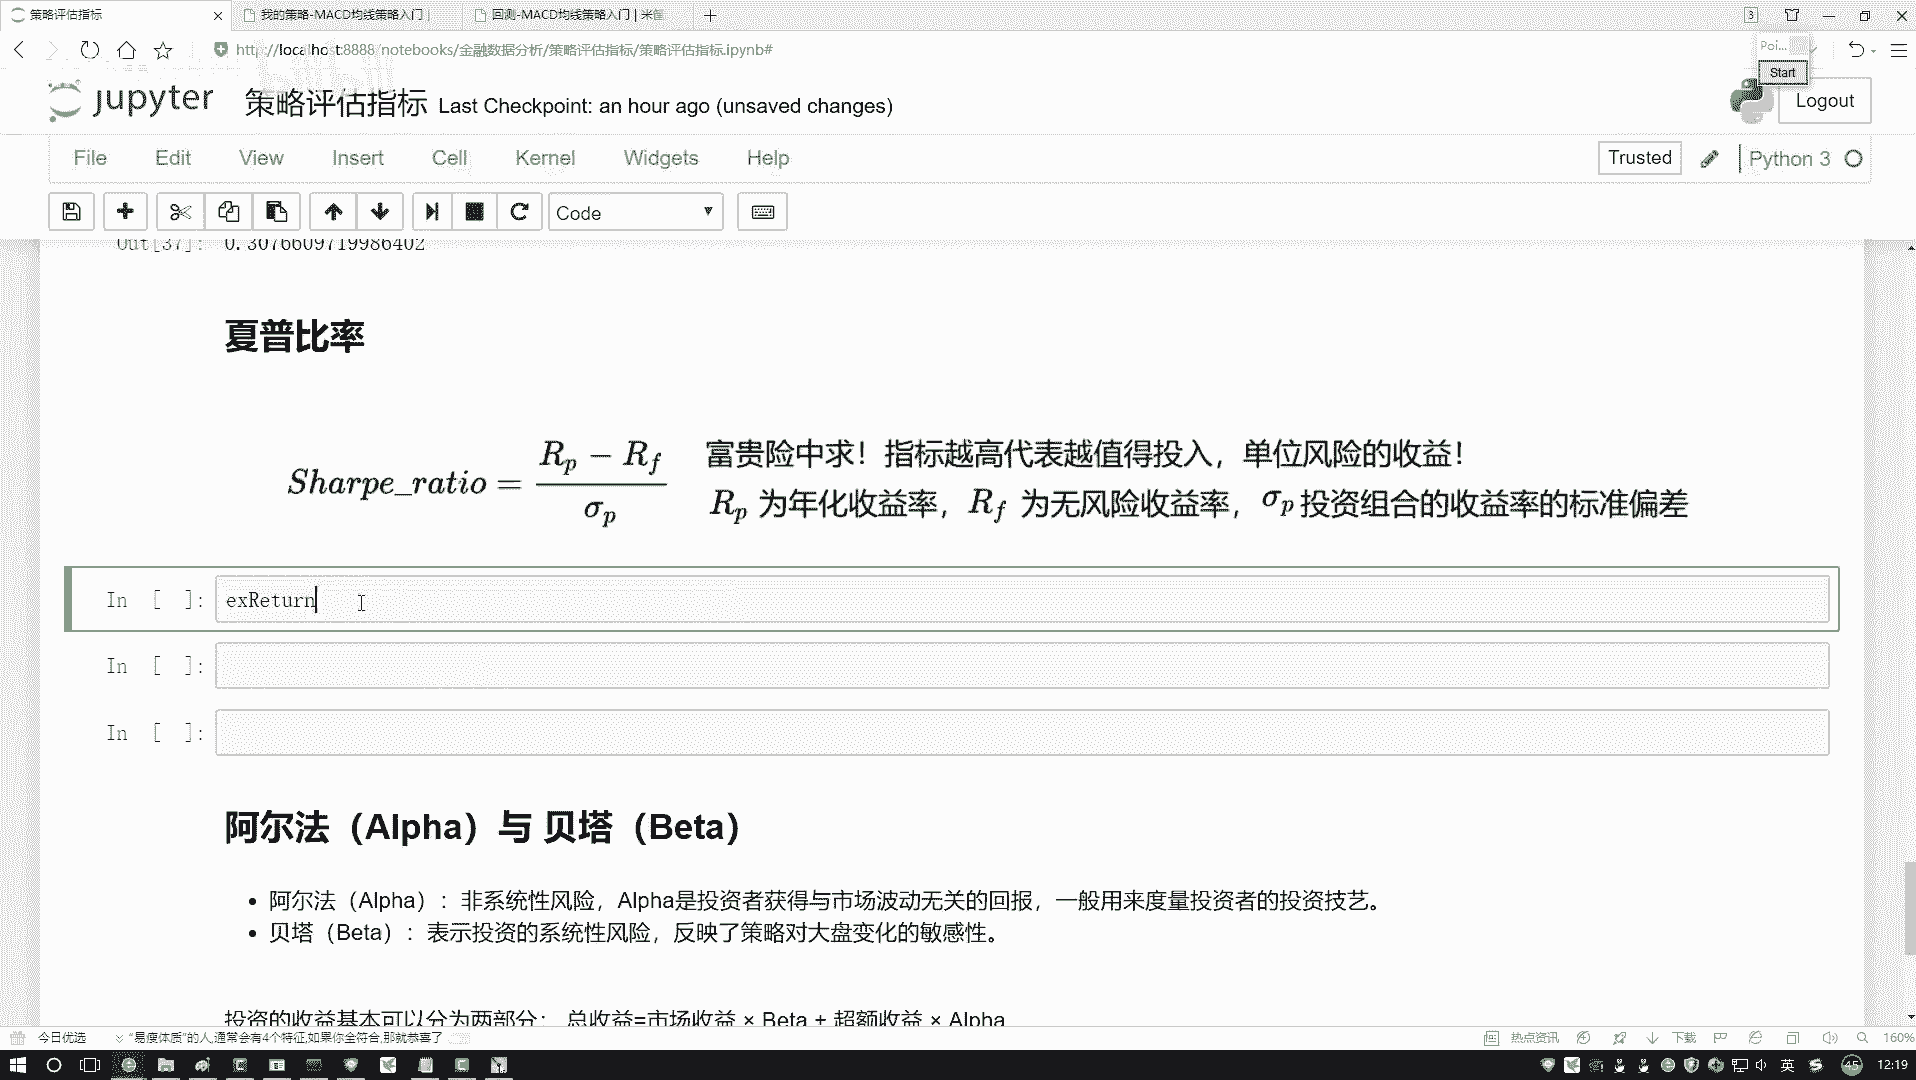 策略评估指标
我的策略-MACD均线策略入门 |
回测-MACD均线策略入门 | 米
3
http://localhost:8888/notebooks/金融数据分析/策略评估指标/策略评估指标.ipynb#
Poi...
Start
jupyter 策略评估指标 Last Checkpoint: an hour ago (unsaved changes)
Logout
File Edit View Insert Cell Kernel Widgets Help
Trusted Python 3
Code
Out[37]: 0.3076609719986402
夏普比率
Sharpe_ratio = (R_p − R_f) / σ_p
富贵险中求！指标越高代表越值得投入，单位风险的收益！
R_p 为年化收益率，R_f 为无风险收益率，σ_p 投资组合的收益率的标准偏差
In [ ]: exReturn
In [ ]:
In [ ]:
阿尔法（Alpha）与 贝塔（Beta）
• 阿尔法（Alpha）：非系统性风险，Alpha是投资者获得与市场波动无关的回报，一般用来度量投资者的投资技艺。
• 贝塔（Beta）：表示投资的系统性风险，反映了策略对大盘变化的敏感性。
投资的收益基本可以分为两部分： 总收益=市场收益 × Beta + 超额收益 × Alpha
今日优选 “易瘦体质”的人,通常会有4个特征,如果你全符合,那就恭喜了
热点资讯 下载 160%
英 45 12:19